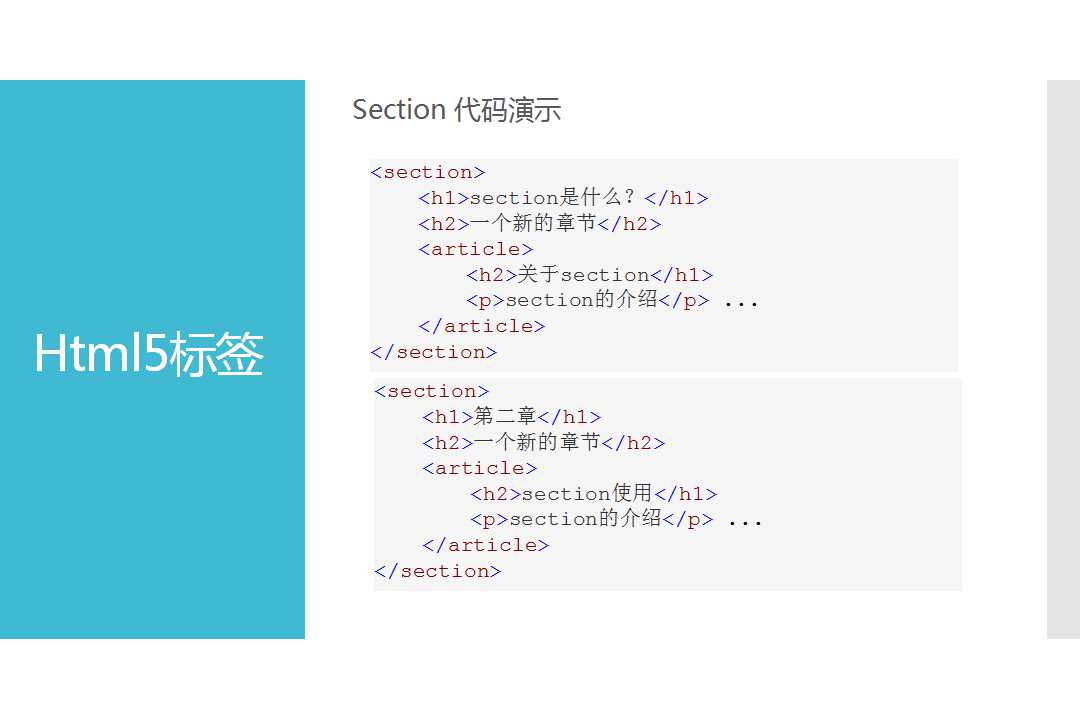 Html5标签
Section 代码演示
<section>
<h1>section是什么？</h1>
<h2>一个新的章节</h2>
<article>
<h2>关于section</h1>
<p>section的介绍</p> ...
</article>
</section>
<section>
<h1>第二章</h1>
<h2>一个新的章节</h2>
<article>
<h2>section使用</h1>
<p>section的介绍</p> ...
</article>
</section>